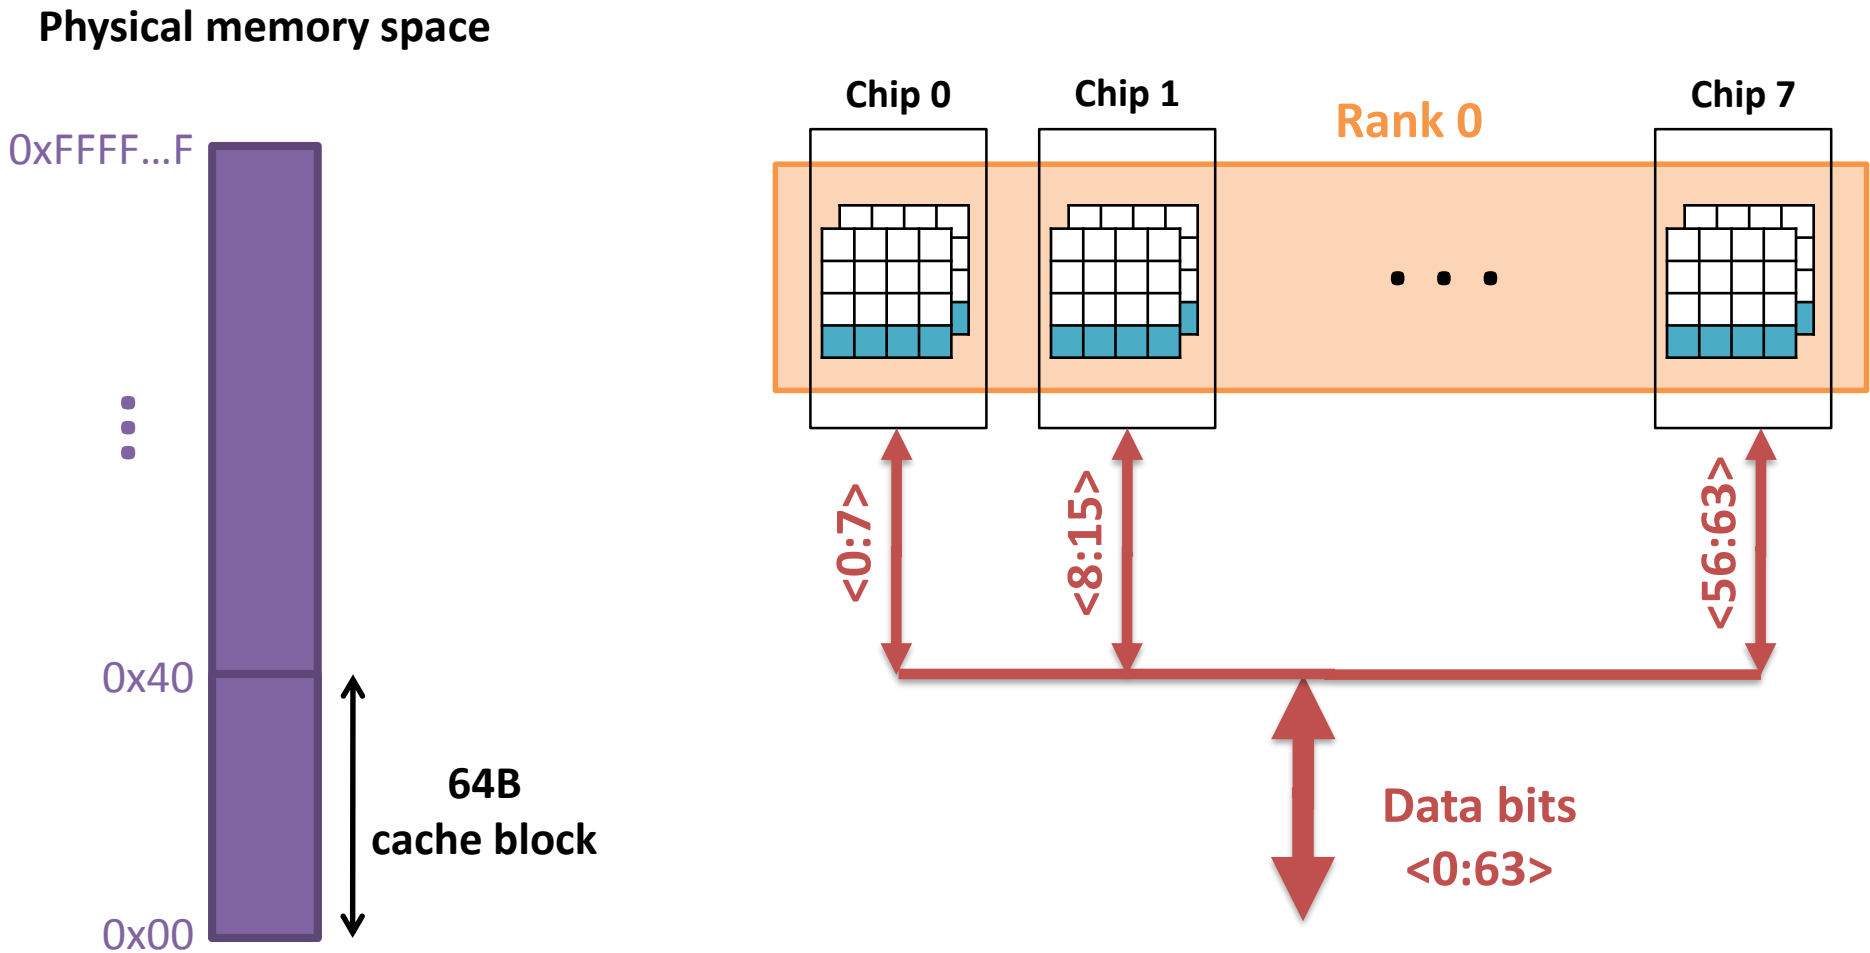 Physical memory space
0xFFFF...F
0x40
0x00
64B
cache block
Chip 0
Chip 1
Rank 0
Chip 7
<0:7>
<8:15>
<56:63>
Data bits
<0:63>